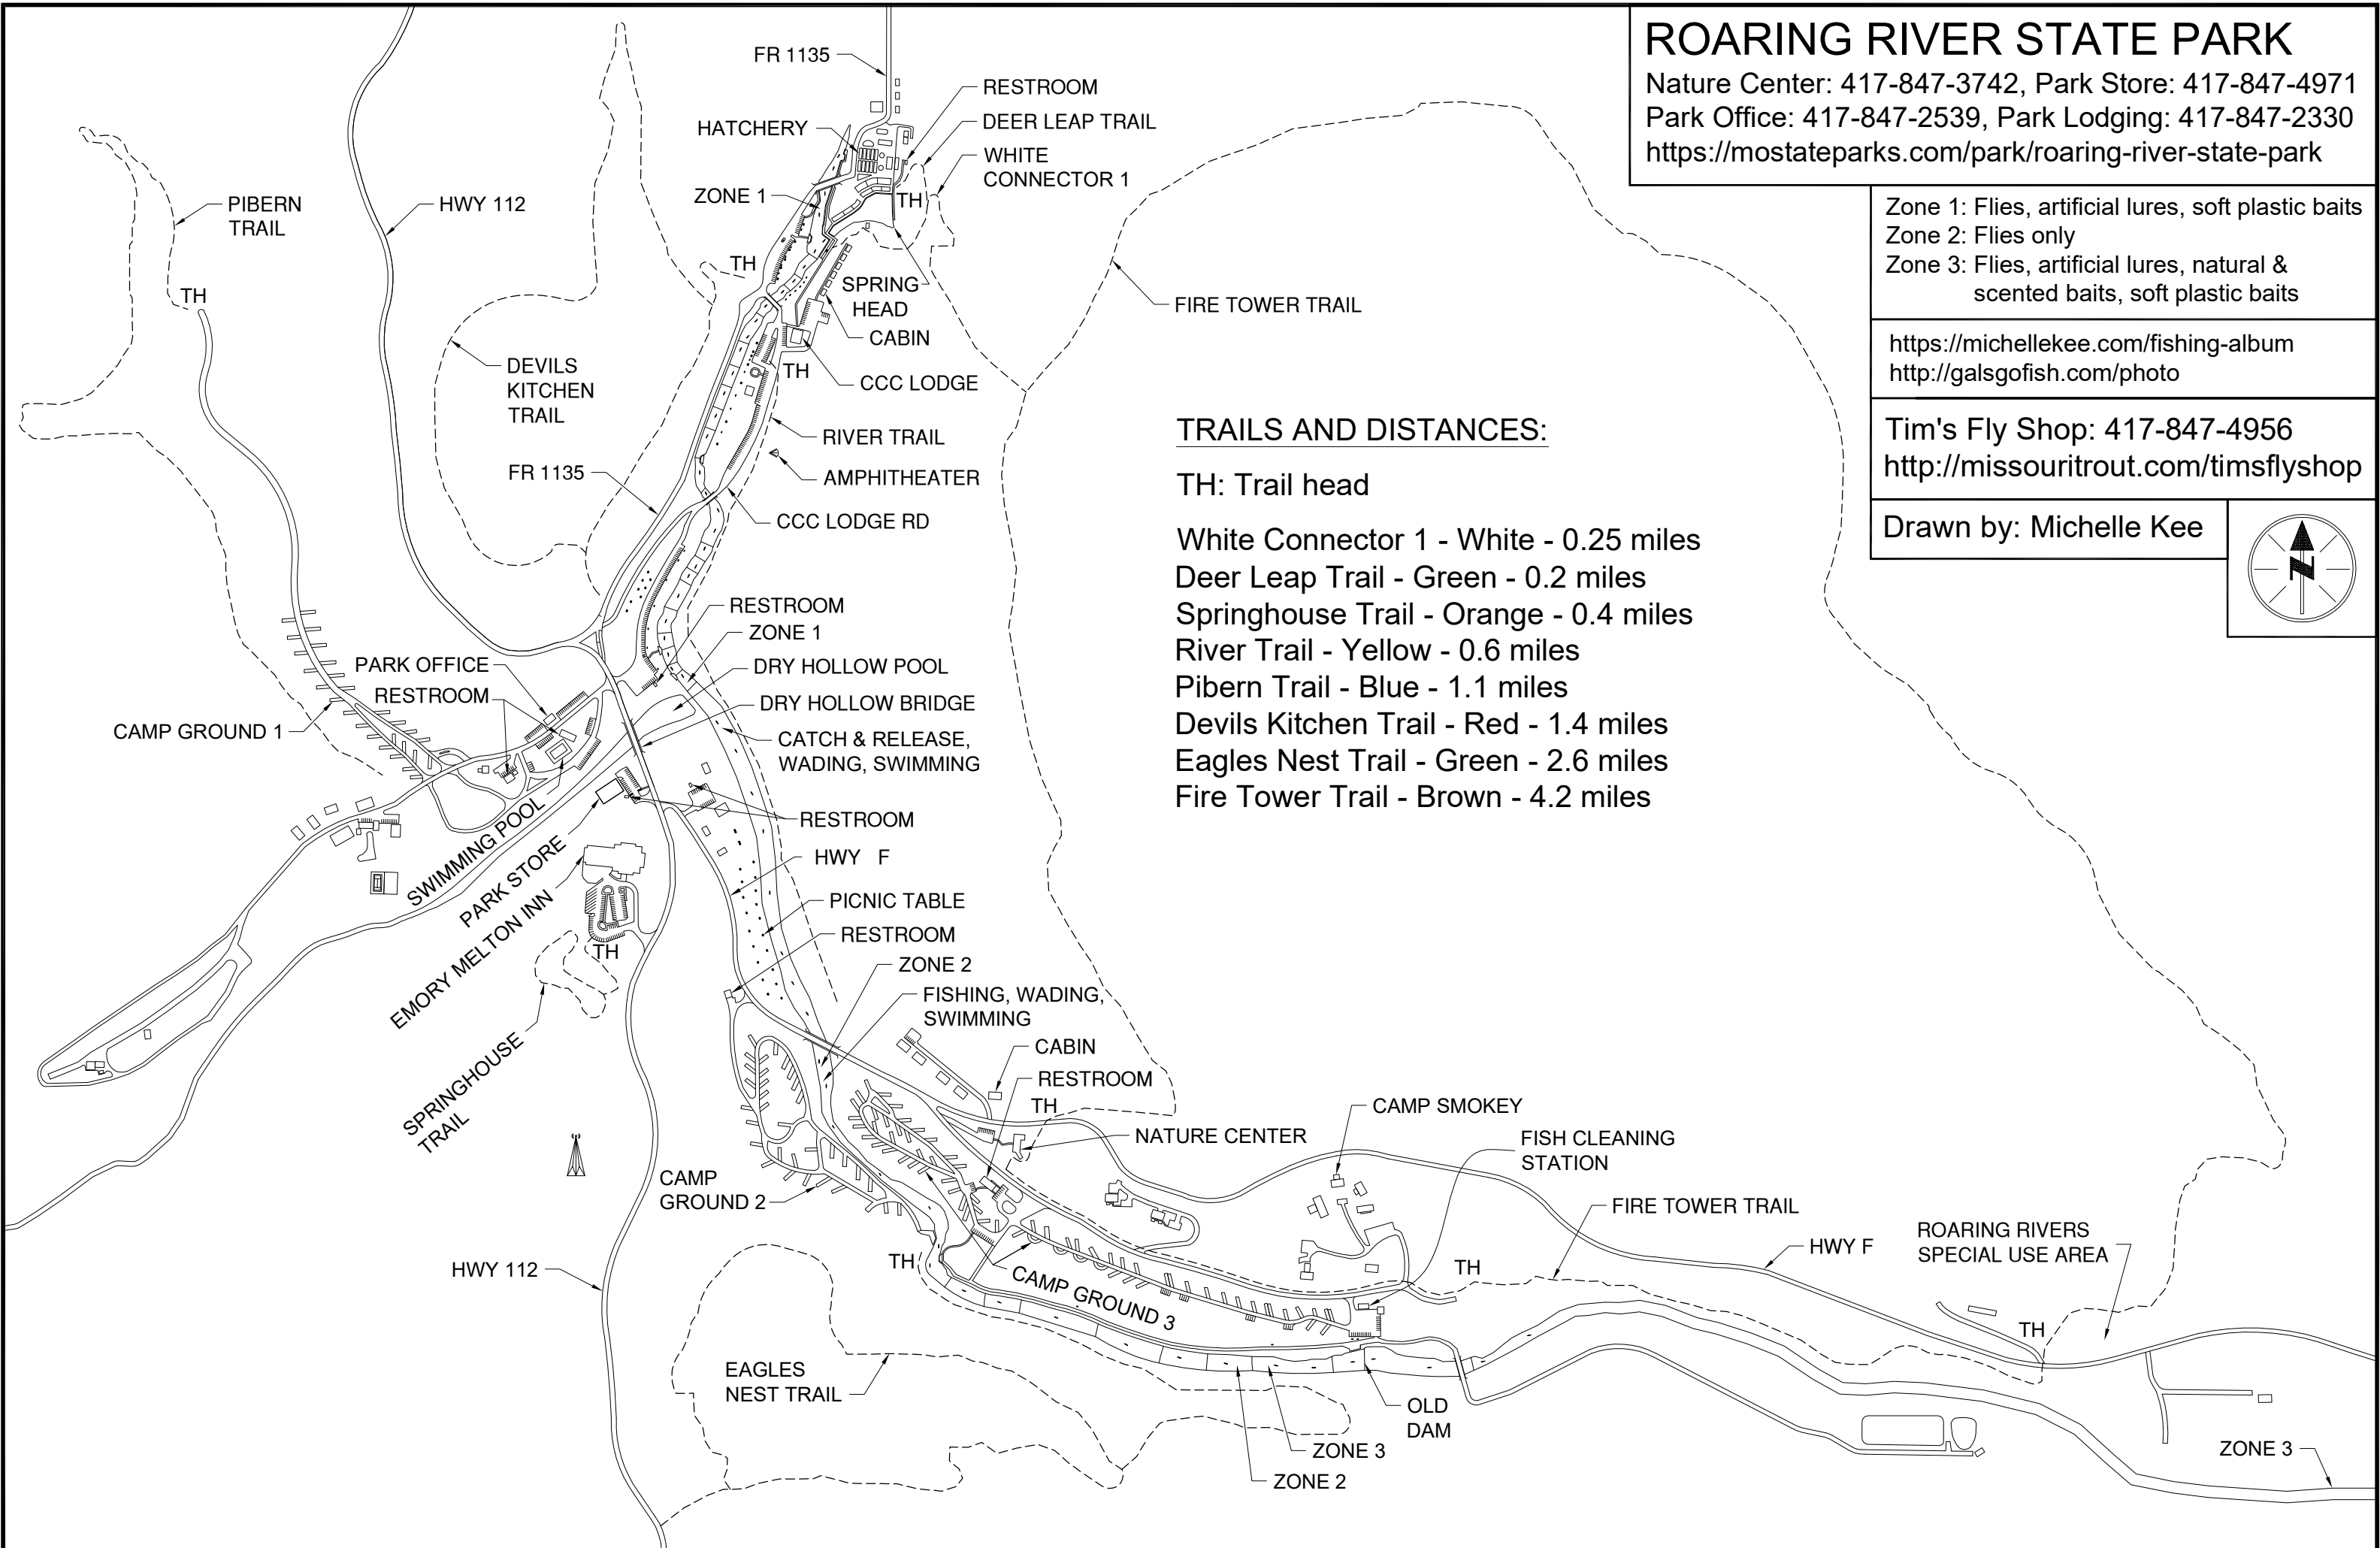 ROARING RIVER STATE PARK
Nature Center: 417-847-3742, Park Store: 417-847-4971
Park Office: 417-847-2539, Park Lodging: 417-847-2330
https://mostateparks.com/park/roaring-river-state-park
Zone 1: Flies, artificial lures, soft plastic baits
Zone 2: Flies only
Zone 3: Flies, artificial lures, natural &
scented baits, soft plastic baits
https://michellekee.com/fishing-album
http://galsgofish.com/photo
Tim's Fly Shop: 417-847-4956
http://missouritrout.com/timsflyshop
Drawn by: Michelle Kee
N
TRAILS AND DISTANCES:
TH: Trail head
White Connector 1 - White - 0.25 miles
Deer Leap Trail - Green - 0.2 miles
Springhouse Trail - Orange - 0.4 miles
River Trail - Yellow - 0.6 miles
Pibern Trail - Blue - 1.1 miles
Devils Kitchen Trail - Red - 1.4 miles
Eagles Nest Trail - Green - 2.6 miles
Fire Tower Trail - Brown - 4.2 miles
FR 1135
RESTROOM
HATCHERY
DEER LEAP TRAIL
WHITE
CONNECTOR 1
ZONE 1
TH
PIBERN
TRAIL
HWY 112
TH
TH
SPRING
HEAD
FIRE TOWER TRAIL
CABIN
DEVILS
KITCHEN
TRAIL
TH
CCC LODGE
RIVER TRAIL
FR 1135
AMPHITHEATER
CCC LODGE RD
RESTROOM
ZONE 1
PARK OFFICE
DRY HOLLOW POOL
RESTROOM
DRY HOLLOW BRIDGE
CAMP GROUND 1
CATCH & RELEASE,
WADING, SWIMMING
SWIMMING POOL
RESTROOM
PARK STORE
HWY F
EMORY MELTON INN
PICNIC TABLE
TH
RESTROOM
ZONE 2
FISHING, WADING,
SWIMMING
SPRINGHOUSE
TRAIL
CABIN
RESTROOM
TH
CAMP SMOKEY
NATURE CENTER
FISH CLEANING
STATION
CAMP
GROUND 2
FIRE TOWER TRAIL
ROARING RIVERS
SPECIAL USE AREA
HWY F
HWY 112
TH
TH
CAMP GROUND 3
TH
EAGLES
NEST TRAIL
OLD
DAM
ZONE 3
ZONE 2
ZONE 3